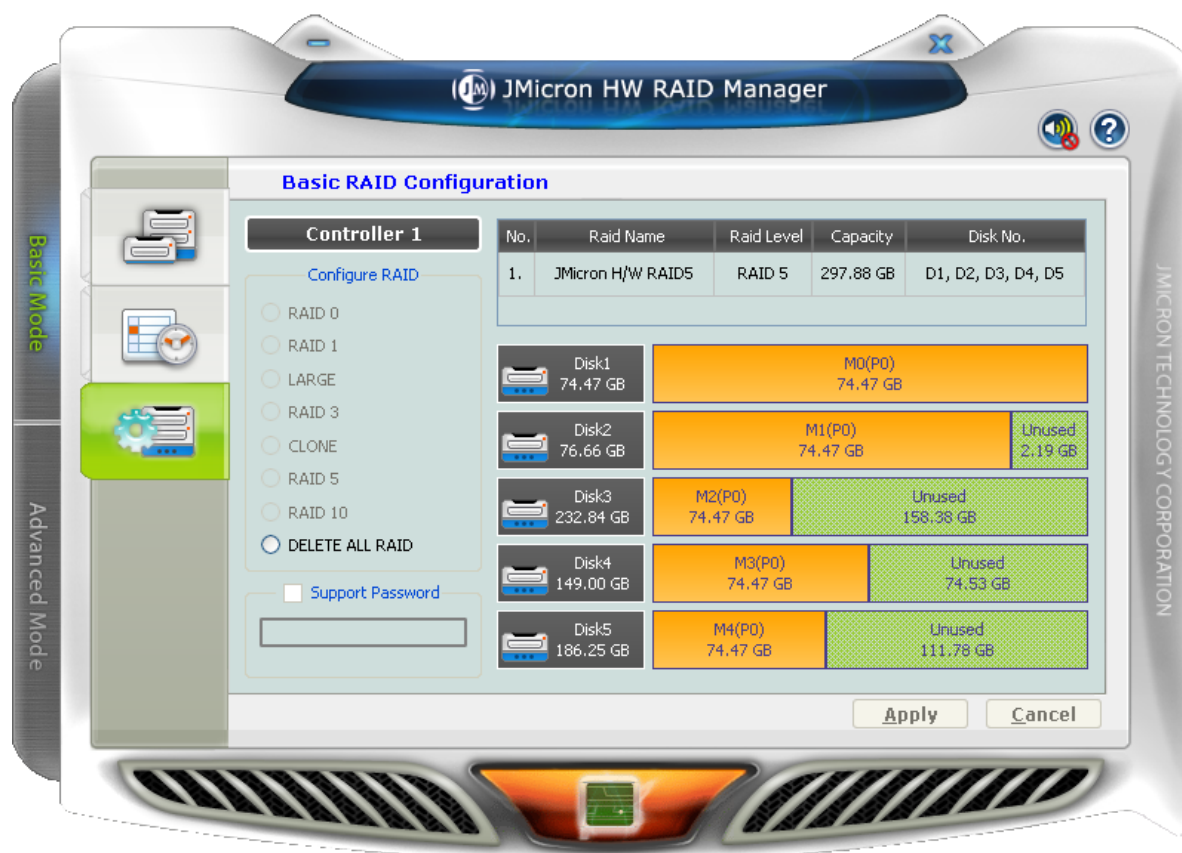 JM JMicron HW RAID Manager
Basic Mode
Advanced Mode
JMICRON TECHNOLOGY CORPORATION
Basic RAID Configuration
Controller 1
Configure RAID
RAID 0
RAID 1
LARGE
RAID 3
CLONE
RAID 5
RAID 10
DELETE ALL RAID
Support Password
No. Raid Name Raid Level Capacity Disk No.
1. JMicron H/W RAID5 RAID 5 297.88 GB D1, D2, D3, D4, D5
Disk1
74.47 GB
M0(P0)
74.47 GB
Disk2
76.66 GB
M1(P0)
74.47 GB
Unused
2.19 GB
Disk3
232.84 GB
M2(P0)
74.47 GB
Unused
158.38 GB
Disk4
149.00 GB
M3(P0)
74.47 GB
Unused
74.53 GB
Disk5
186.25 GB
M4(P0)
74.47 GB
Unused
111.78 GB
Apply Cancel